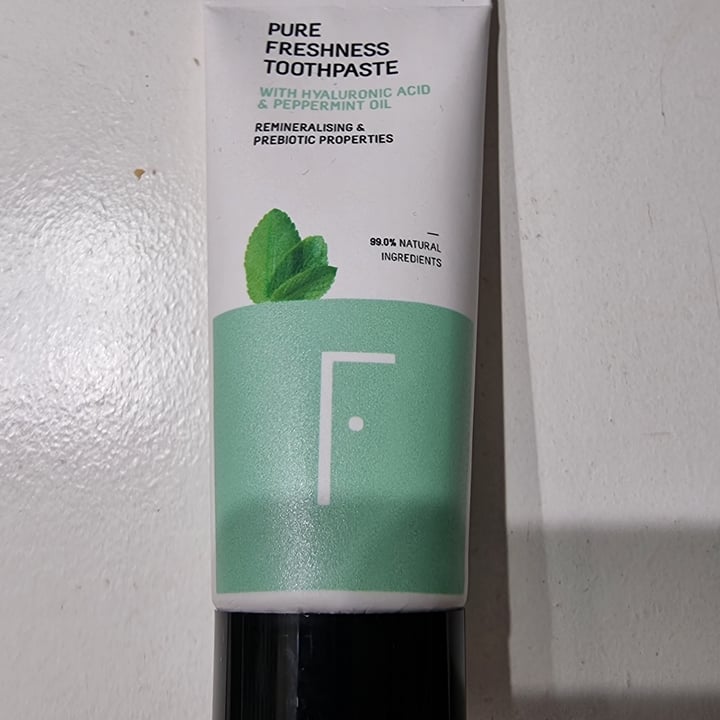 PURE
FRESHNESS
TOOTHPASTE
WITH HYALURONIC ACID
& PEPPERMINT OIL
REMINERALISING &
PREBIOTIC PROPERTIES
99.0% NATURAL
INGREDIENTS
F